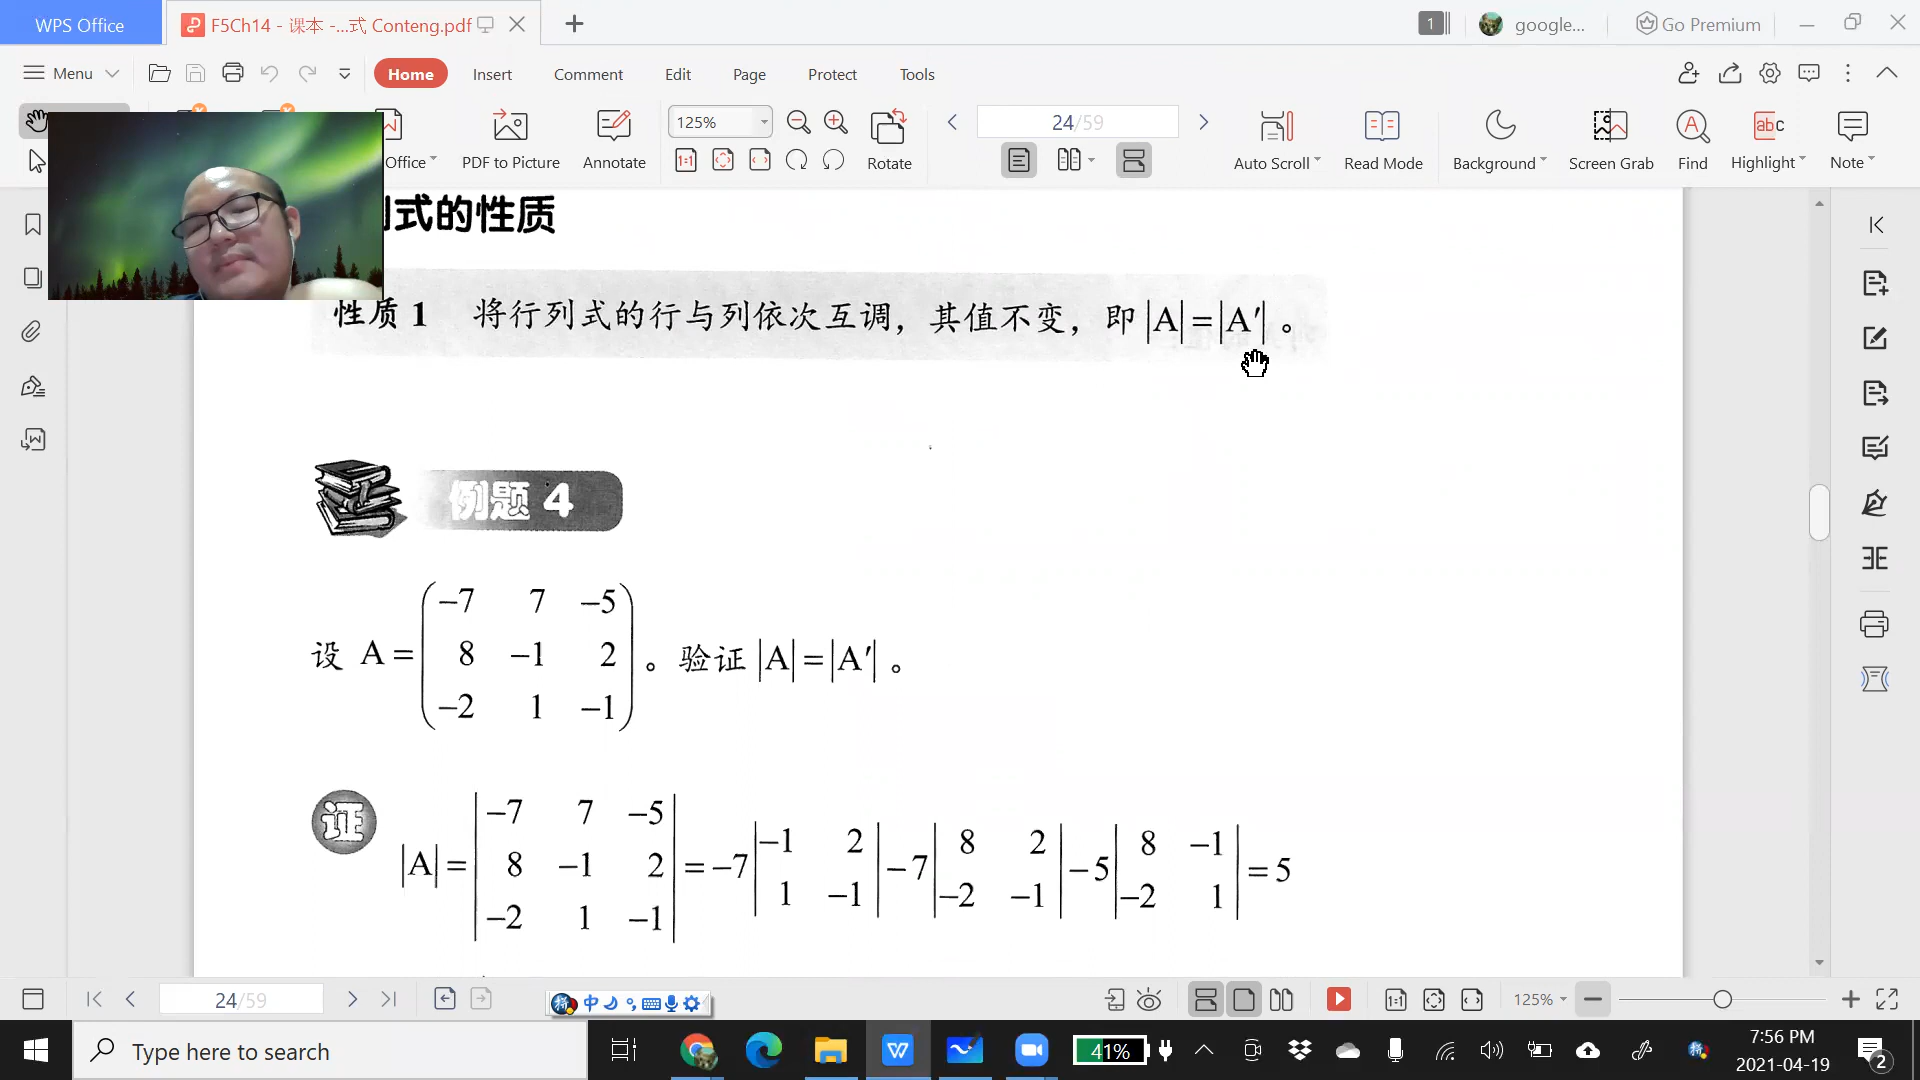 WPS Office
F5Ch14 - 课本 -...式 Conteng.pdf
1
google...
Go Premium
Menu
Home
Insert
Comment
Edit
Page
Protect
Tools
125%
24/59
Office
PDF to Picture
Annotate
Rotate
Auto Scroll
Read Mode
Background
Screen Grab
Find
Highlight
Note
式的性质
性质 1 将行列式的行与列依次互调，其值不变，即 |A| = |A′| 。
例题 4
设 A = (−7 7 −5
8 −1 2
−2 1 −1) 。验证 |A| = |A′| 。
证
|A| = |−7 7 −5
8 −1 2
−2 1 −1| = −7 |−1 2
1 −1| −7 |8 2
−2 −1| −5 |8 −1
−2 1| = 5
24/59
中
125%
Type here to search
41%
7:56 PM
2021-04-19
2